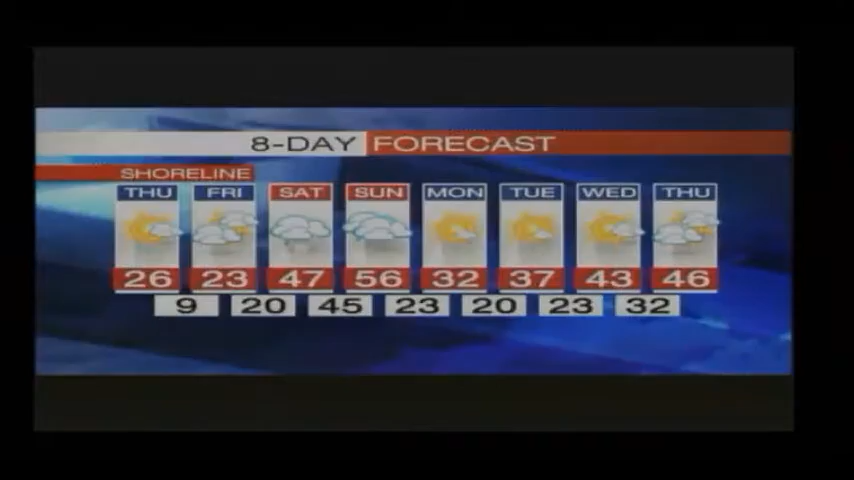 8-DAY FORECAST
SHORELINE
THU FRI SAT SUN MON TUE WED THU
26 23 47 56 32 37 43 46
9 20 45 23 20 23 32